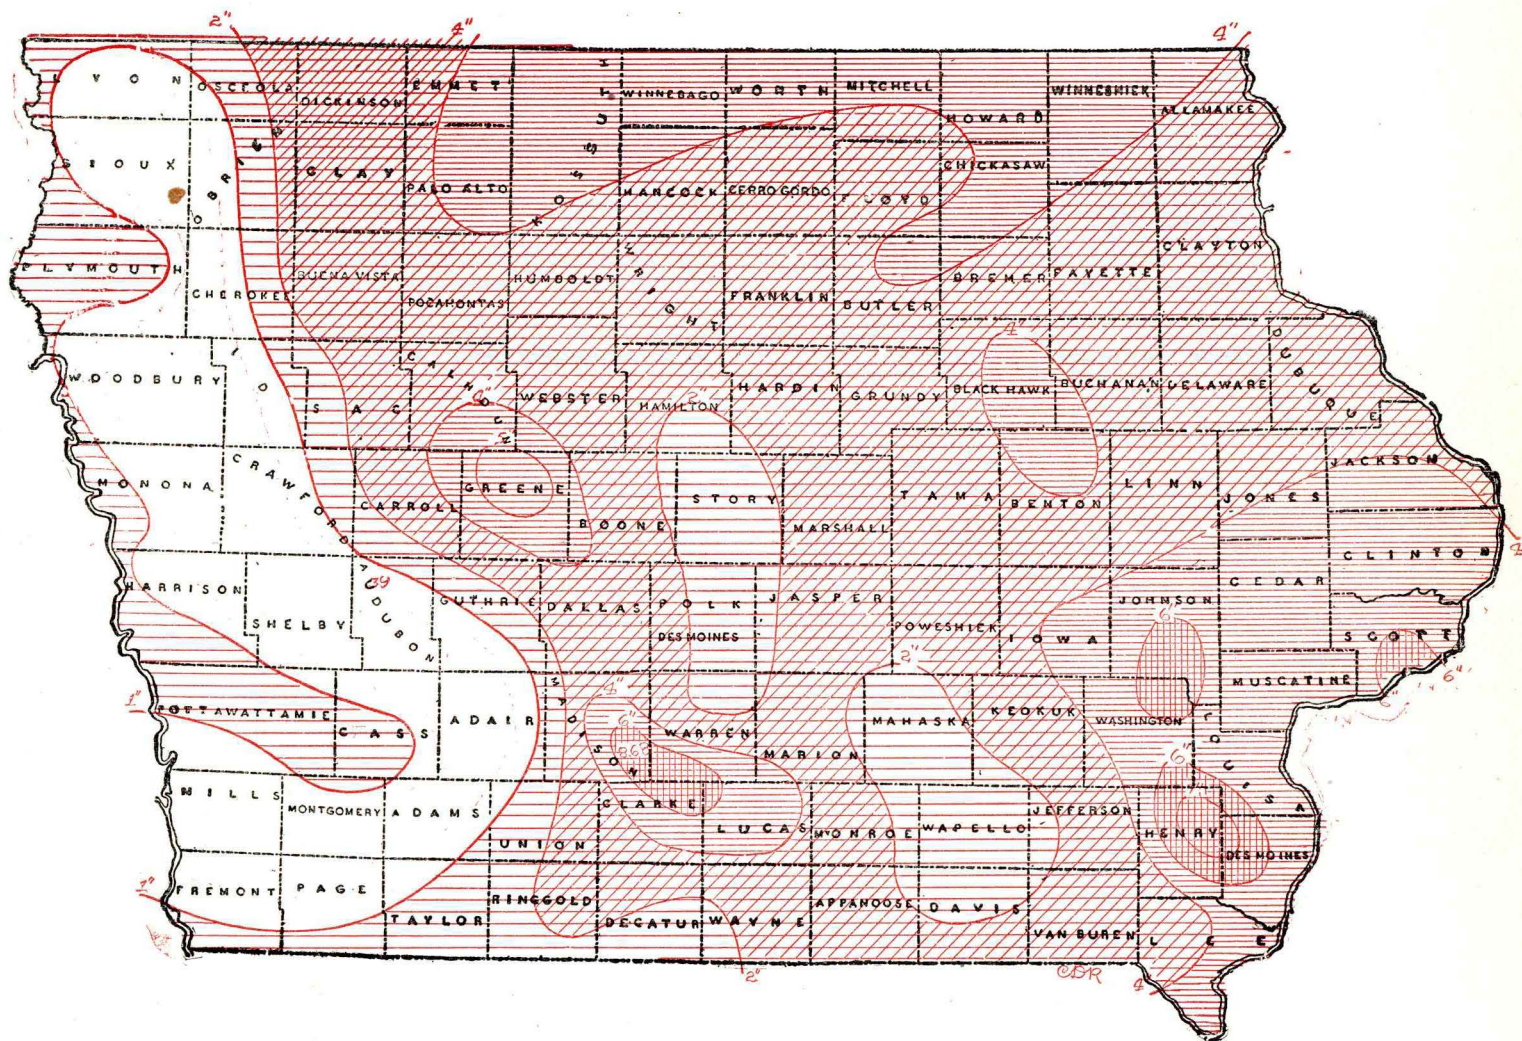 2"
4"
4"
LYON
OSCEOLA
DICKINSON
EMMET
KOSSUTH
WINNEBAGO
WORTH
MITCHELL
HOWARD
WINNESHIEK
ALLAMAKEE
SIOUX
OBRIEN
CLAY
PALO ALTO
HANCOCK
CERRO GORDO
FLOYD
CHICKASAW
PLYMOUTH
CHEROKEE
BUENA VISTA
POCAHONTAS
HUMBOLDT
WRIGHT
FRANKLIN
BUTLER
BREMER
FAYETTE
CLAYTON
WOODBURY
IDA
SAC
CALHOUN
WEBSTER
HAMILTON
HARDIN
GRUNDY
4"
BLACK HAWK
BUCHANAN
DELAWARE
DUBUQUE
2"
MONONA
CRAWFORD
CARROLL
GREENE
BOONE
STORY
MARSHALL
TAMA
BENTON
LINN
JONES
JACKSON
CLINTON
4
HARRISON
SHELBY
39
AUDUBON
GUTHRIE
DALLAS
POLK
DES MOINES
JASPER
POWESHIEK
IOWA
JOHNSON
CEDAR
SCOTT
6"
6"
MUSCATINE
1"
POTTAWATTAMIE
CASS
ADAIR
MADISON
4"
6"
8.62
WARREN
MARION
2"
MAHASKA
KEOKUK
WASHINGTON
LOUISA
6"
MILLS
MONTGOMERY
ADAMS
UNION
CLARKE
LUCAS
MONROE
WAPELLO
JEFFERSON
HENRY
DES MOINES
1"
FREMONT
PAGE
TAYLOR
RINGGOLD
DECATUR
WAYNE
APPANOOSE
DAVIS
VAN BUREN
LEE
2"
CDR
4"